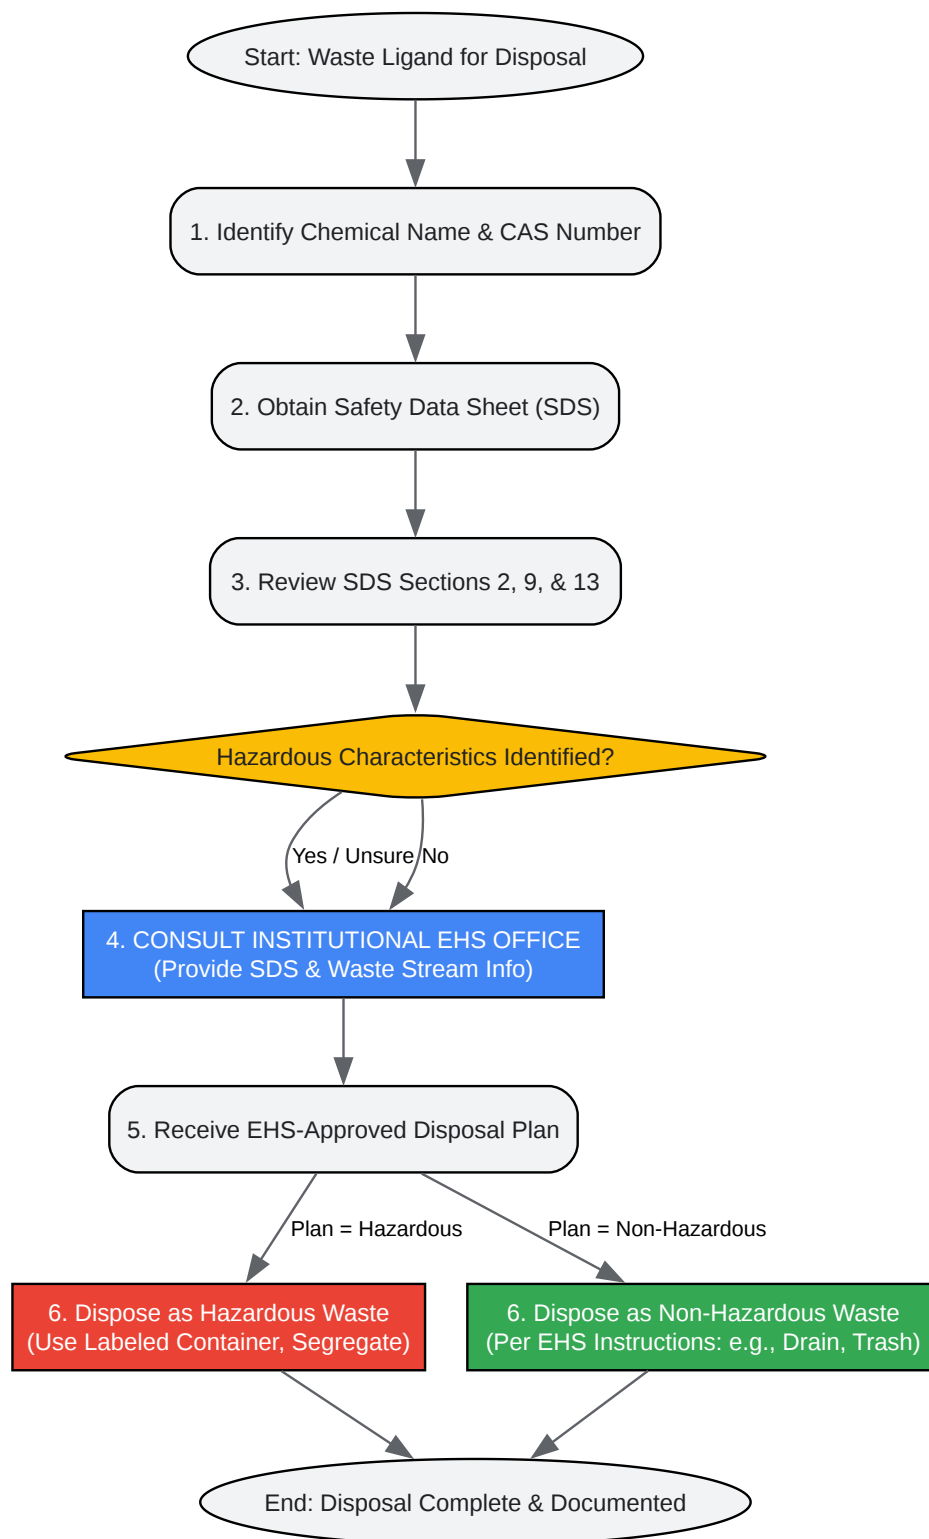 Start: Waste Ligand for Disposal
1. Identify Chemical Name & CAS Number
2. Obtain Safety Data Sheet (SDS)
3. Review SDS Sections 2, 9, & 13
Hazardous Characteristics Identified?
Yes / Unsure
No
4. CONSULT INSTITUTIONAL EHS OFFICE
(Provide SDS & Waste Stream Info)
5. Receive EHS-Approved Disposal Plan
Plan = Hazardous
Plan = Non-Hazardous
6. Dispose as Hazardous Waste
(Use Labeled Container, Segregate)
6. Dispose as Non-Hazardous Waste
(Per EHS Instructions: e.g., Drain, Trash)
End: Disposal Complete & Documented